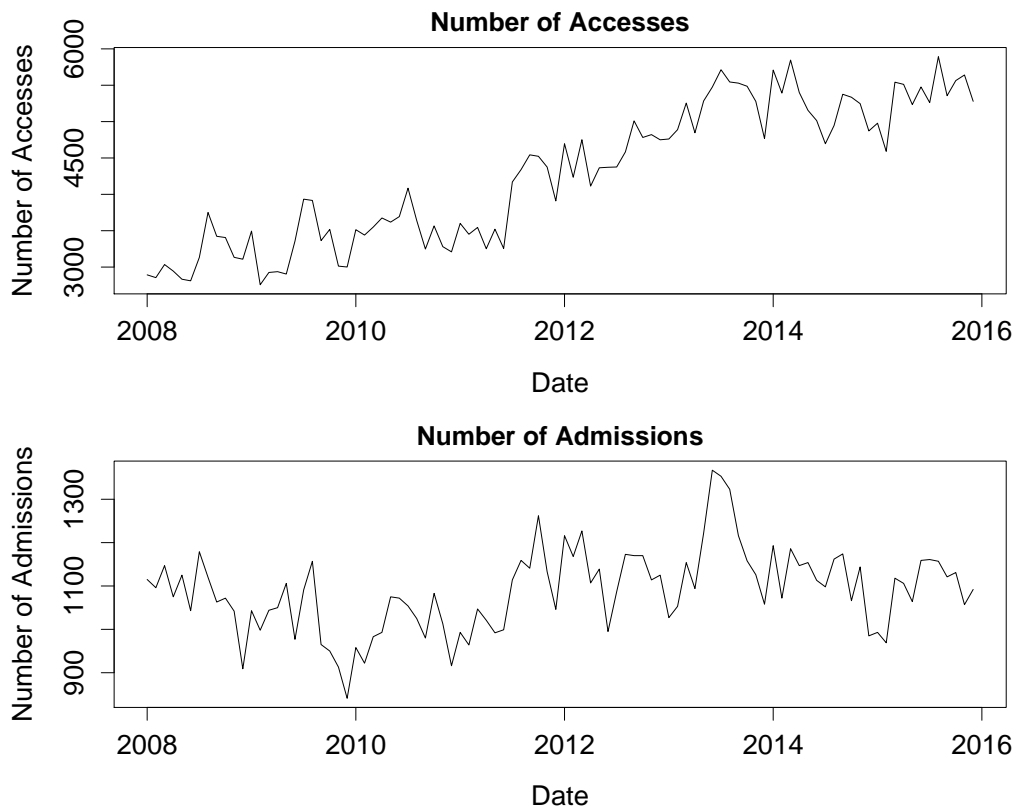 Number of Accesses
Number of Accesses
6000
4500
3000
2008 2010 2012 2014 2016
Date
Number of Admissions
Number of Admissions
1300
1100
900
2008 2010 2012 2014 2016
Date